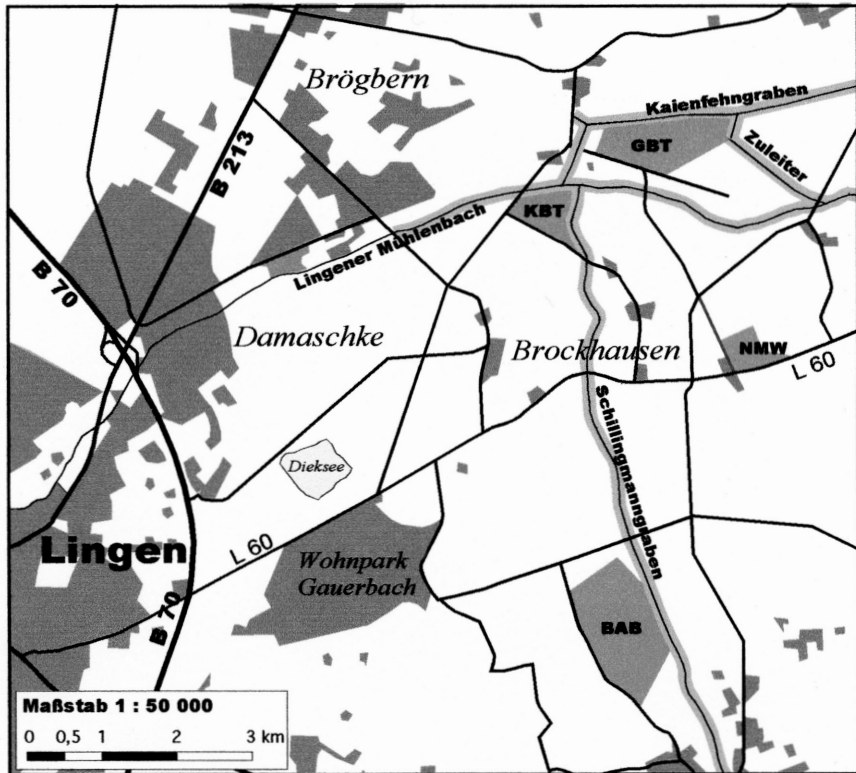 Brögbern
Kaienfehngraben
GBT
Zuleiter
B 213
KBT
Lingener Mühlenbach
B 70
Damaschke
Brockhausen
NMW
L 60
Schillingmanngraben
Dieksee
L 60
Lingen
Wohnpark
Gauerbach
B 70
BAB
Maßstab 1 : 50 000
0 0,5 1 2 3 km